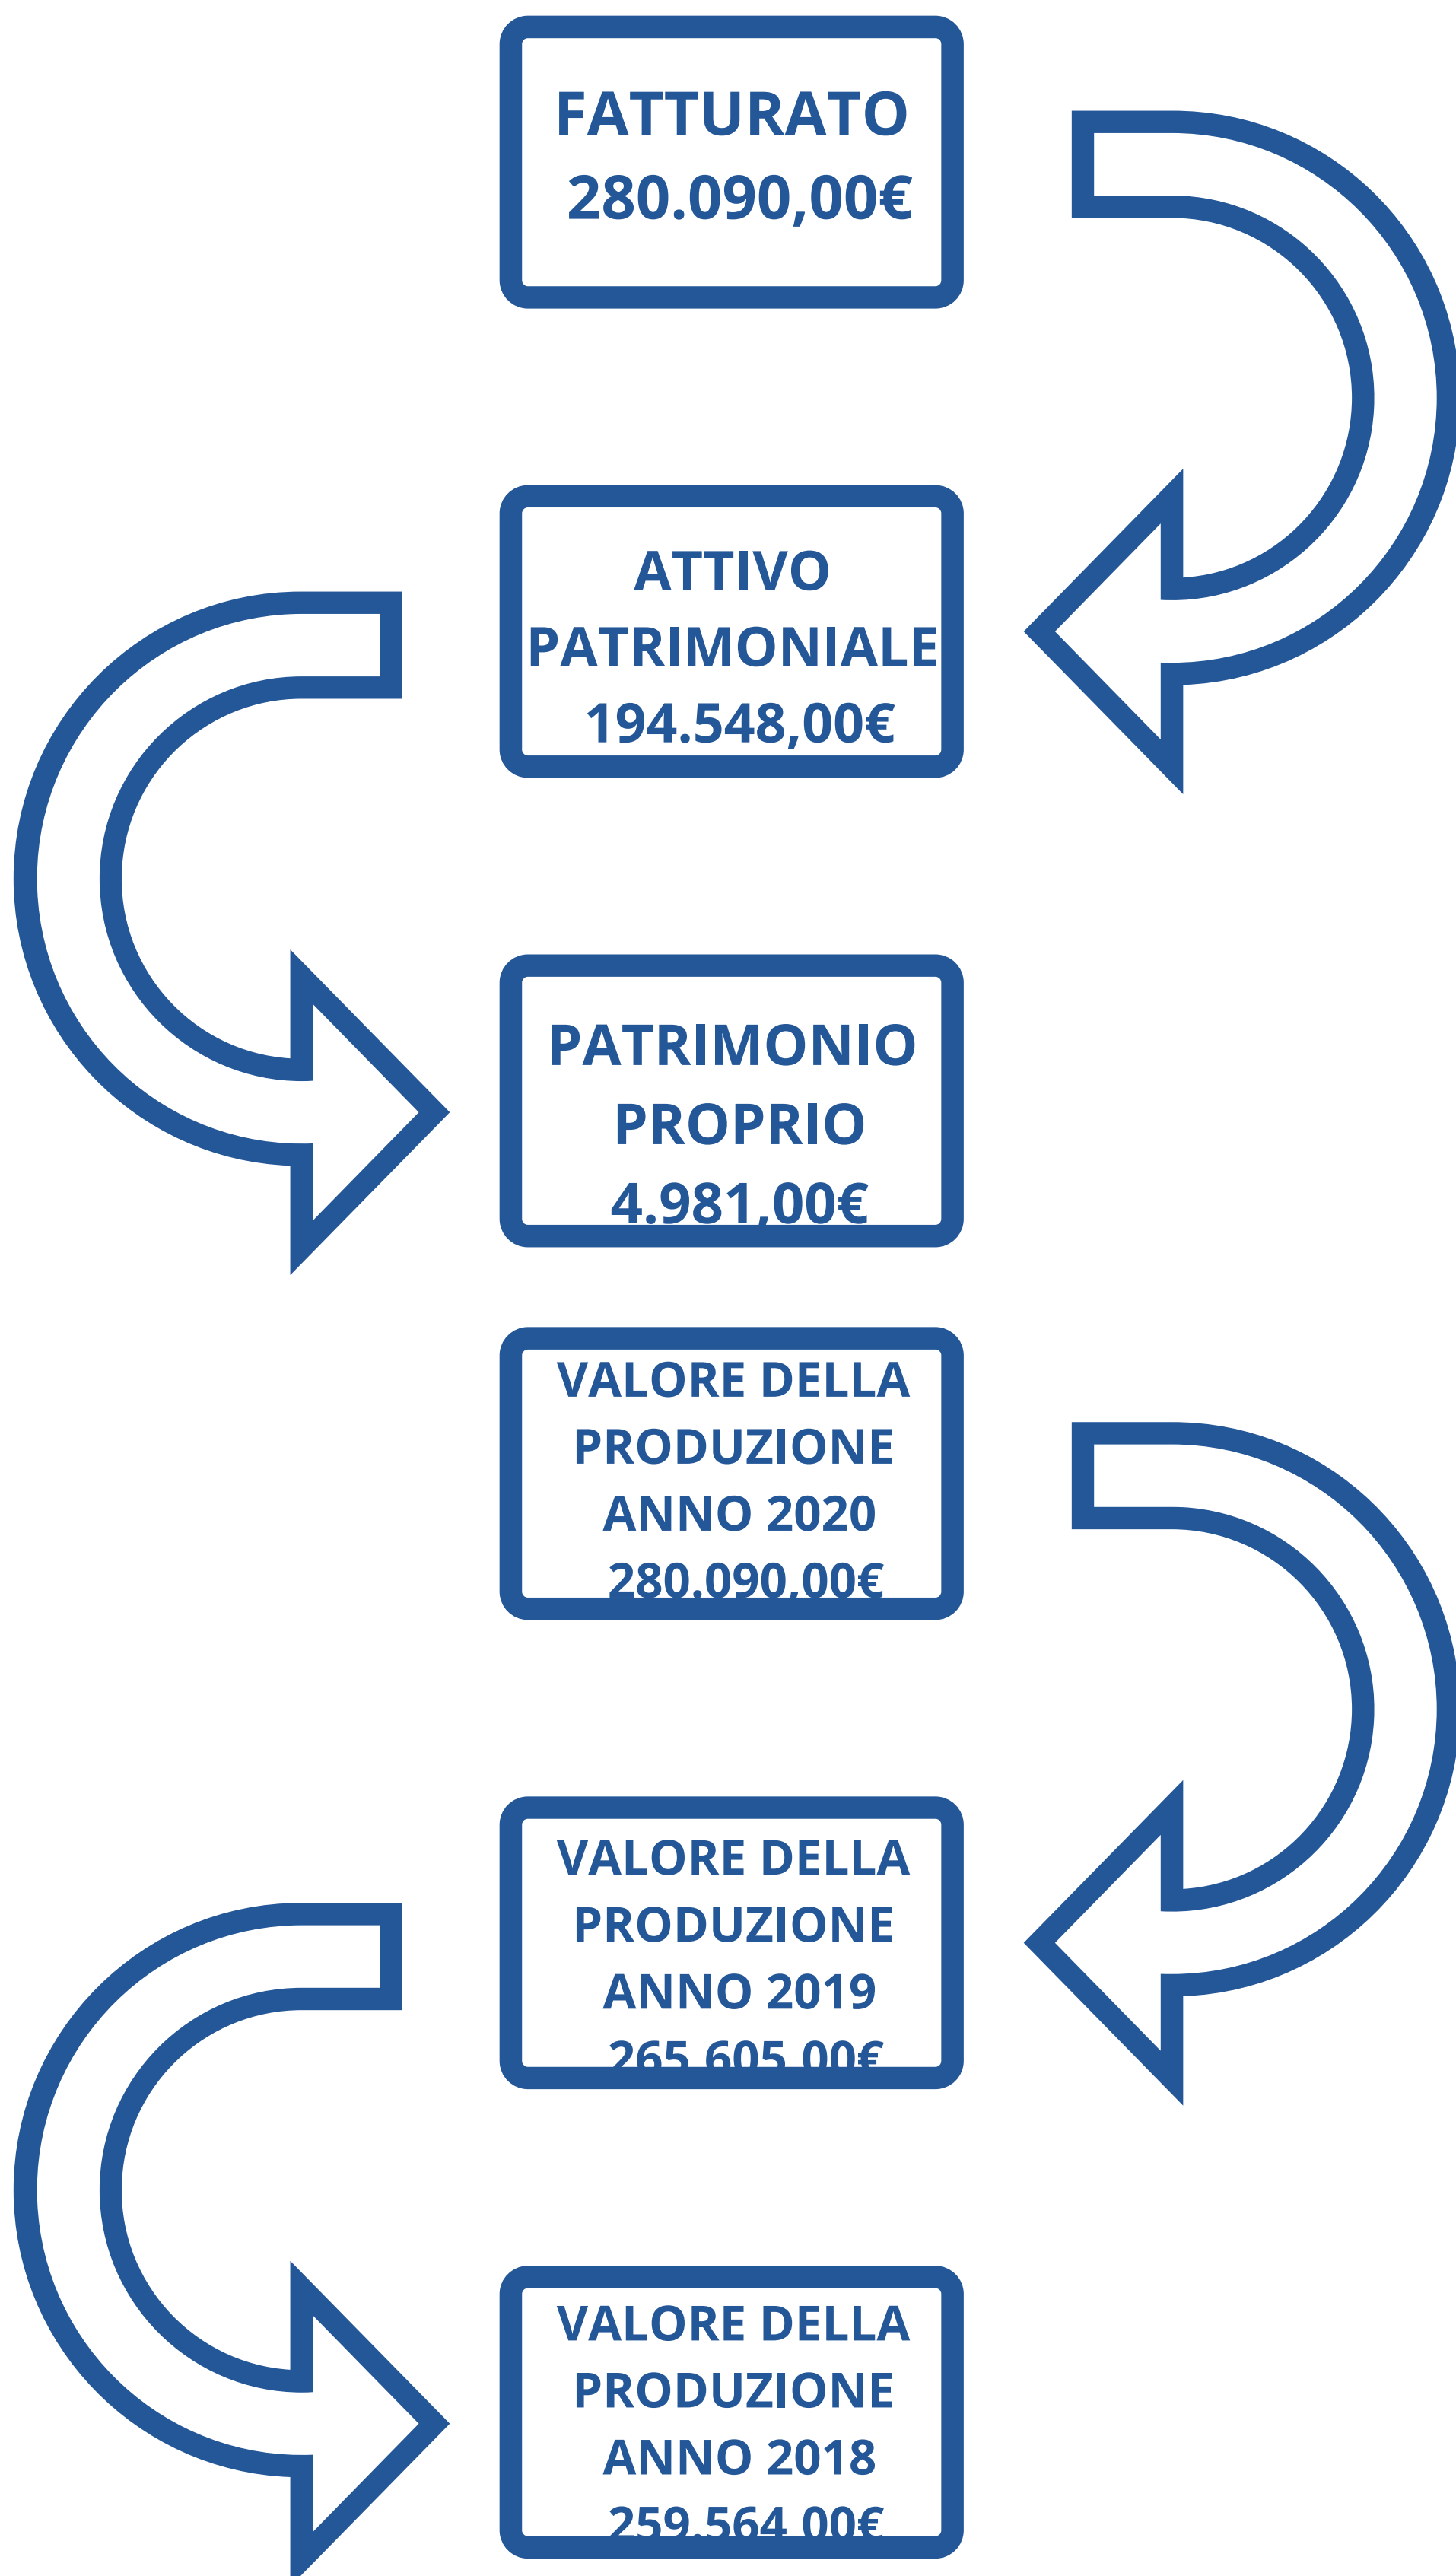 FATTURATO
280.090,00€
ATTIVO
PATRIMONIALE
194.548,00€
PATRIMONIO
PROPRIO
4.981,00€
VALORE DELLA
PRODUZIONE
ANNO 2020
280.090,00€
VALORE DELLA
PRODUZIONE
ANNO 2019
265.605,00€
VALORE DELLA
PRODUZIONE
ANNO 2018
259.564,00€